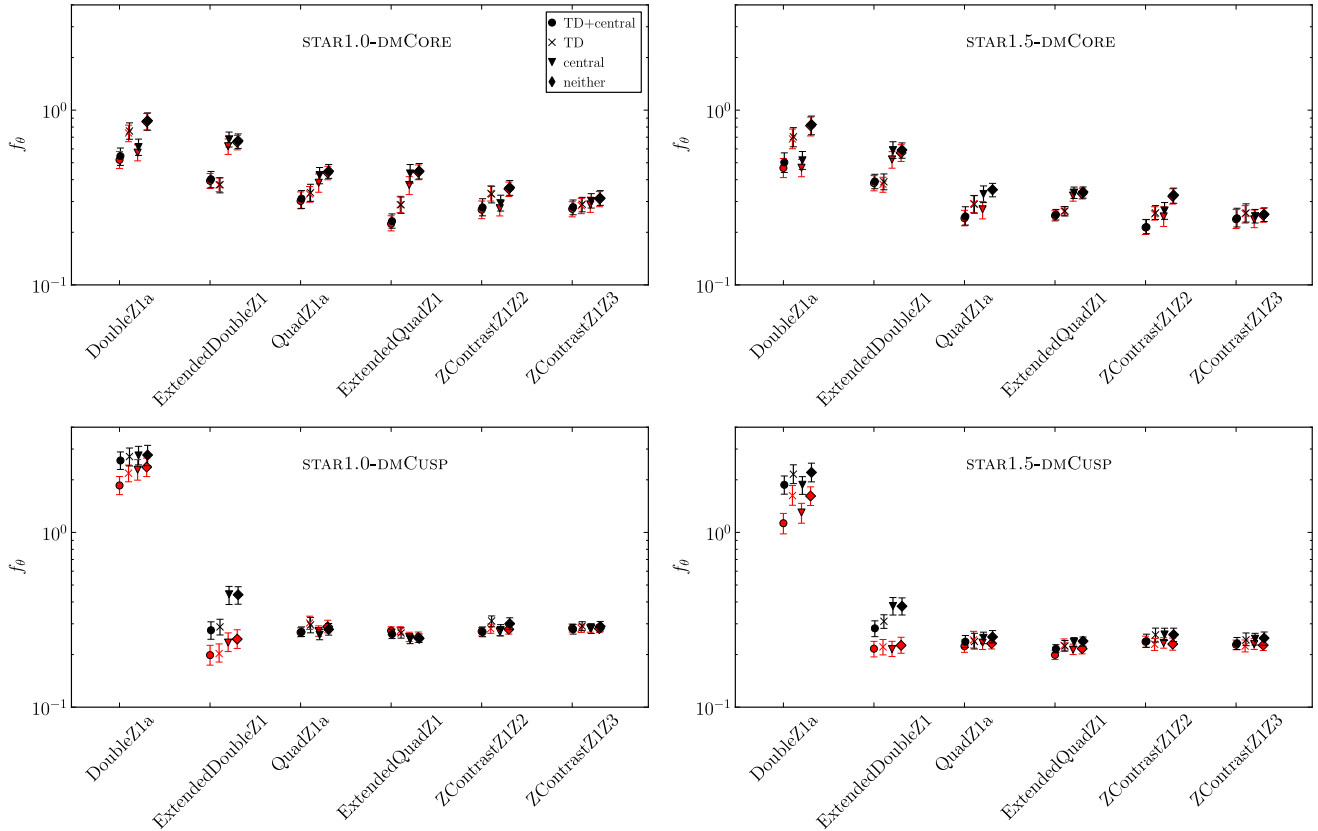 STAR1.0-DMCORE
TD+central
TD
central
neither
f_θ
10^0
10^{-1}
DoubleZ1a
ExtendedDoubleZ1
QuadZ1a
ExtendedQuadZ1
ZContrastZ1Z2
ZContrastZ1Z3
STAR1.5-DMCORE
f_θ
10^0
10^{-1}
DoubleZ1a
ExtendedDoubleZ1
QuadZ1a
ExtendedQuadZ1
ZContrastZ1Z2
ZContrastZ1Z3
STAR1.0-DMCUSP
f_θ
10^0
10^{-1}
DoubleZ1a
ExtendedDoubleZ1
QuadZ1a
ExtendedQuadZ1
ZContrastZ1Z2
ZContrastZ1Z3
STAR1.5-DMCUSP
f_θ
10^0
10^{-1}
DoubleZ1a
ExtendedDoubleZ1
QuadZ1a
ExtendedQuadZ1
ZContrastZ1Z2
ZContrastZ1Z3